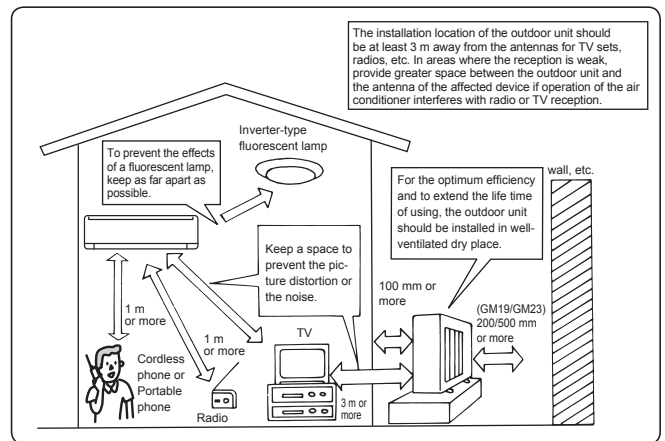 The installation location of the outdoor unit should
be at least 3 m away from the antennas for TV sets,
radios, etc. In areas where the reception is weak,
provide greater space between the outdoor unit and
the antenna of the affected device if operation of the air
conditioner interferes with radio or TV reception.
Inverter-type
fluorescent lamp
To prevent the effects
of a fluorescent lamp,
keep as far apart as
possible.
wall, etc.
For the optimum efficiency
and to extend the life time
of using, the outdoor unit
should be installed in well-
ventilated dry place.
Keep a space to
prevent the pic-
ture distortion or
the noise.
100 mm or
more
(GM19/GM23)
200/500 mm
or more
1 m
or more
1 m
or more
TV
Cordless
phone or
Portable
phone
Radio
3 m or
more